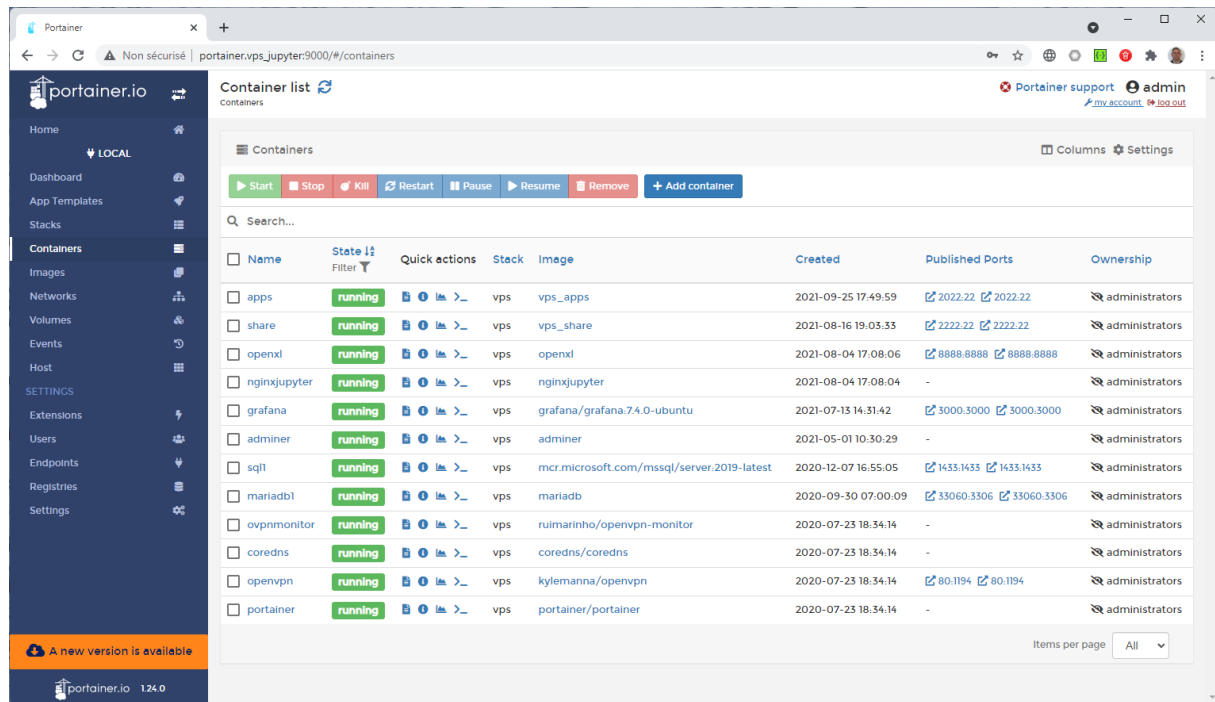 Portainer
Non sécurisé | portainer.vps_jupyter:9000/#/containers
portainer.io
Container list
Portainer support admin
Containers
my account log out
Home
LOCAL
Dashboard
App Templates
Stacks
Containers
Images
Networks
Volumes
Events
Host
SETTINGS
Extensions
Users
Endpoints
Registries
Settings
A new version is available
portainer.io 1.24.0
Containers
Columns Settings
Start Stop Kill Restart Pause Resume Remove + Add container
Search...
Name State Filter Quick actions Stack Image Created Published Ports Ownership
apps running vps vps_apps 2021-09-25 17:49:59 2022:22 2022:22 administrators
share running vps vps_share 2021-08-16 19:03:33 2222:22 2222:22 administrators
openxl running vps openxl 2021-08-04 17:08:06 8888:8888 8888:8888 administrators
nginxjupyter running vps nginxjupyter 2021-08-04 17:08:04 - administrators
grafana running vps grafana/grafana:7.4.0-ubuntu 2021-07-13 14:31:42 3000:3000 3000:3000 administrators
adminer running vps adminer 2021-05-01 10:30:29 - administrators
sql1 running vps mcr.microsoft.com/mssql/server:2019-latest 2020-12-07 16:55:05 1433:1433 1433:1433 administrators
mariadb1 running vps mariadb 2020-09-30 07:00:09 33060:3306 33060:3306 administrators
ovpnmonitor running vps ruimarinho/openvpn-monitor 2020-07-23 18:34:14 - administrators
coredns running vps coredns/coredns 2020-07-23 18:34:14 - administrators
openvpn running vps kylemanna/openvpn 2020-07-23 18:34:14 80:1194 80:1194 administrators
portainer running vps portainer/portainer 2020-07-23 18:34:14 - administrators
Items per page All